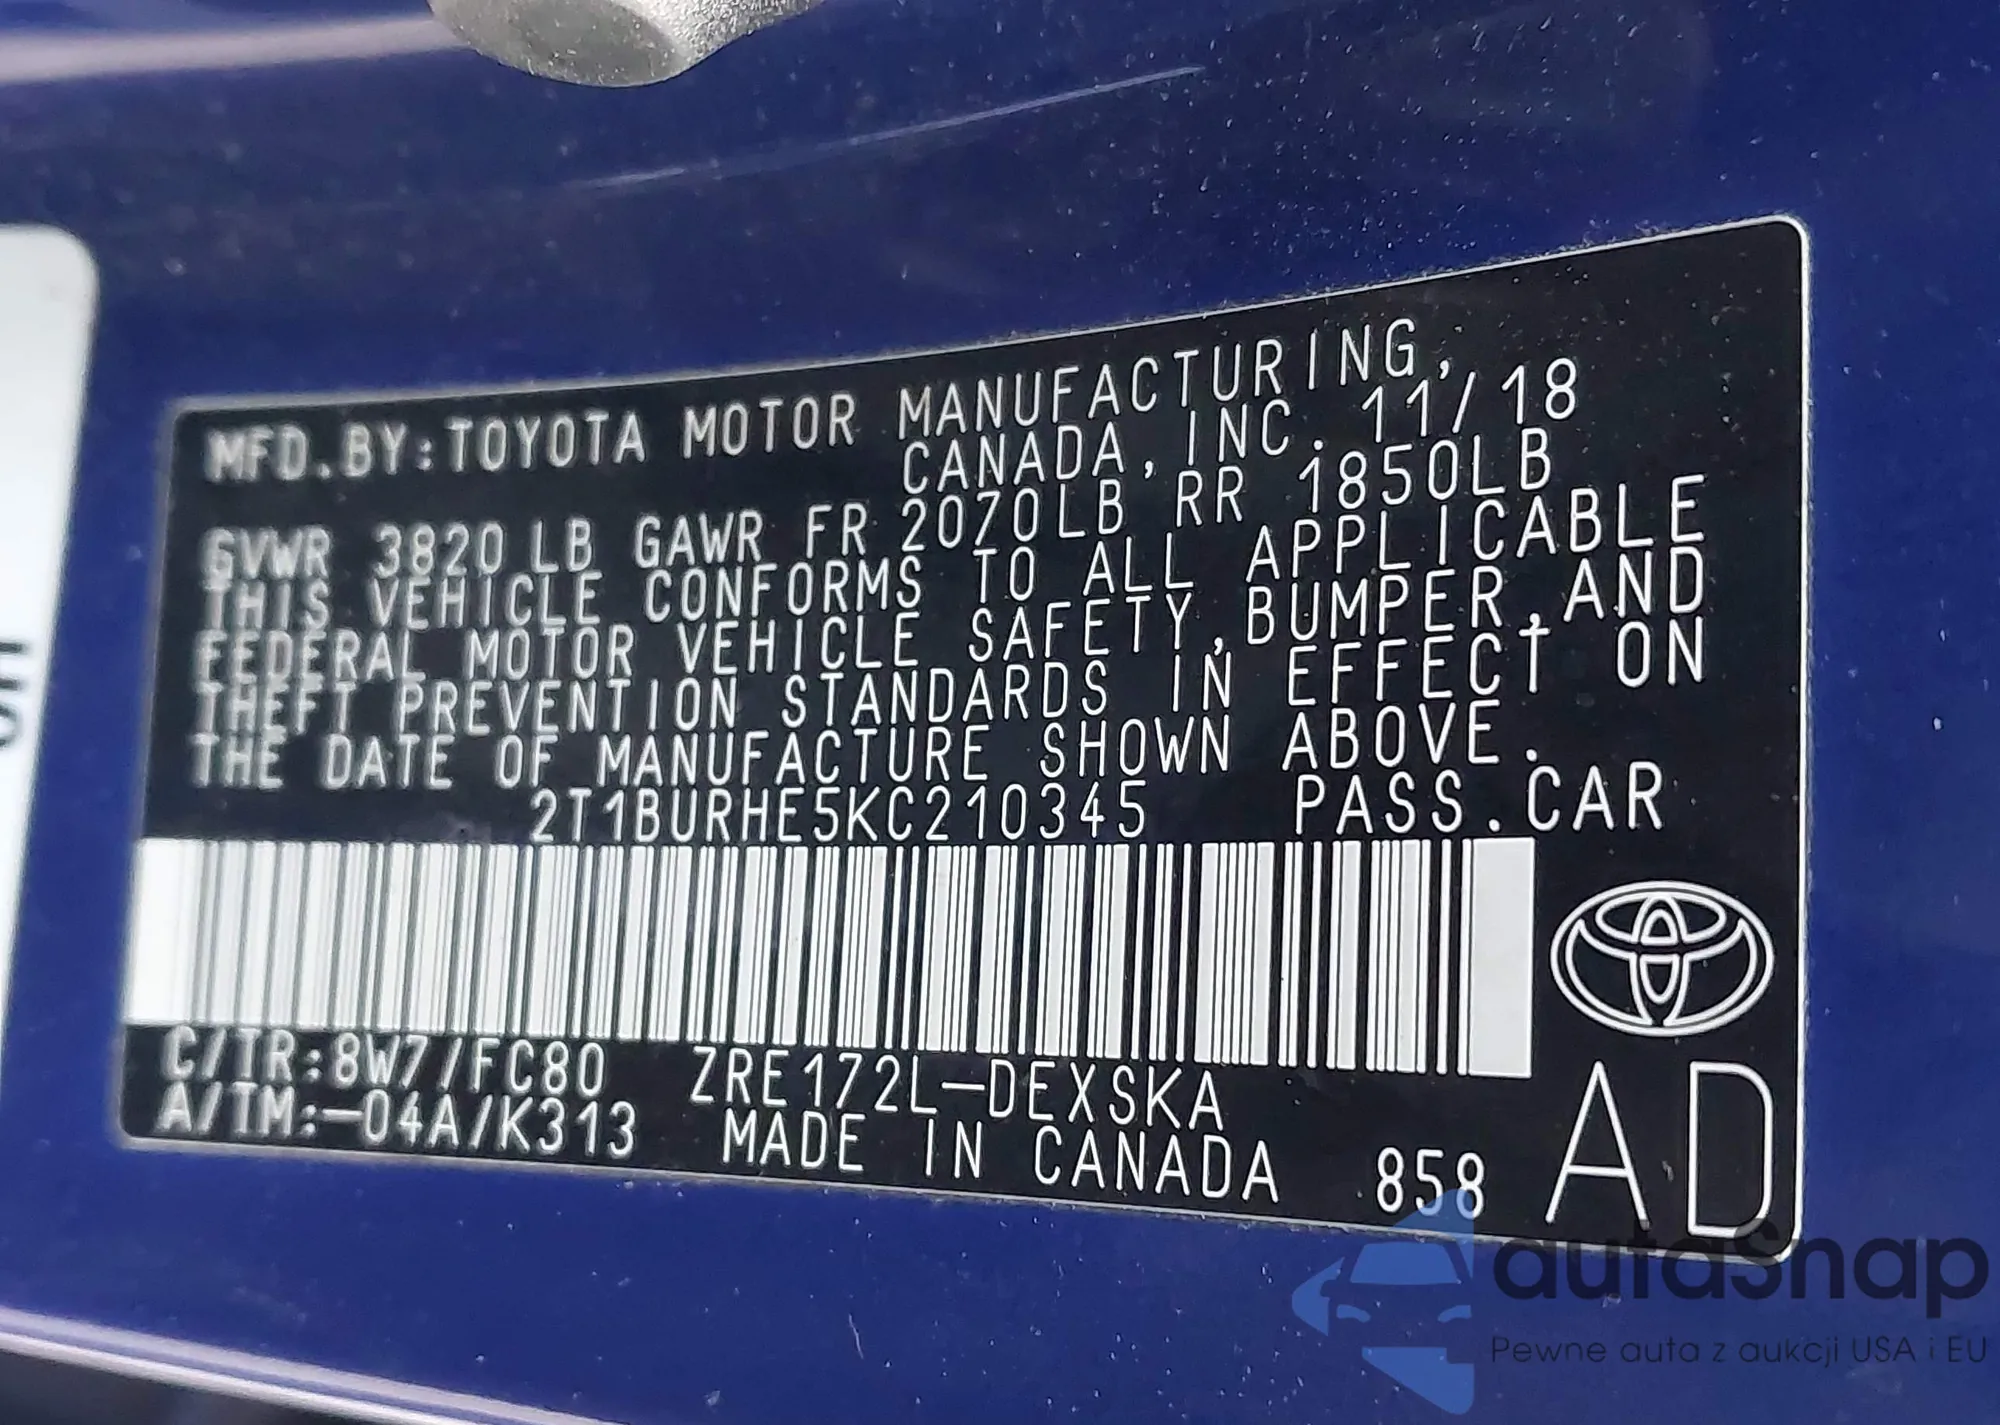 MFD.BY:TOYOTA MOTOR MANUFACTURING,
CANADA, INC. 11/18
GVWR 3820 LB GAWR FR 2070LB RR 1850LB
THIS VEHICLE CONFORMS TO ALL APPLICABLE
FEDERAL MOTOR VEHICLE SAFETY,BUMPER,AND
THEFT PREVENTION STANDARDS IN EFFECT ON
THE DATE OF MANUFACTURE SHOWN ABOVE.
2T1BURHE5KC210345 PASS.CAR
C/TR:8W7/FC80 ZRE172L-DEXSKA
A/TM:-04A/K313 MADE IN CANADA 858 AD
autaSnap
Pewne auta z aukcji USA i EU